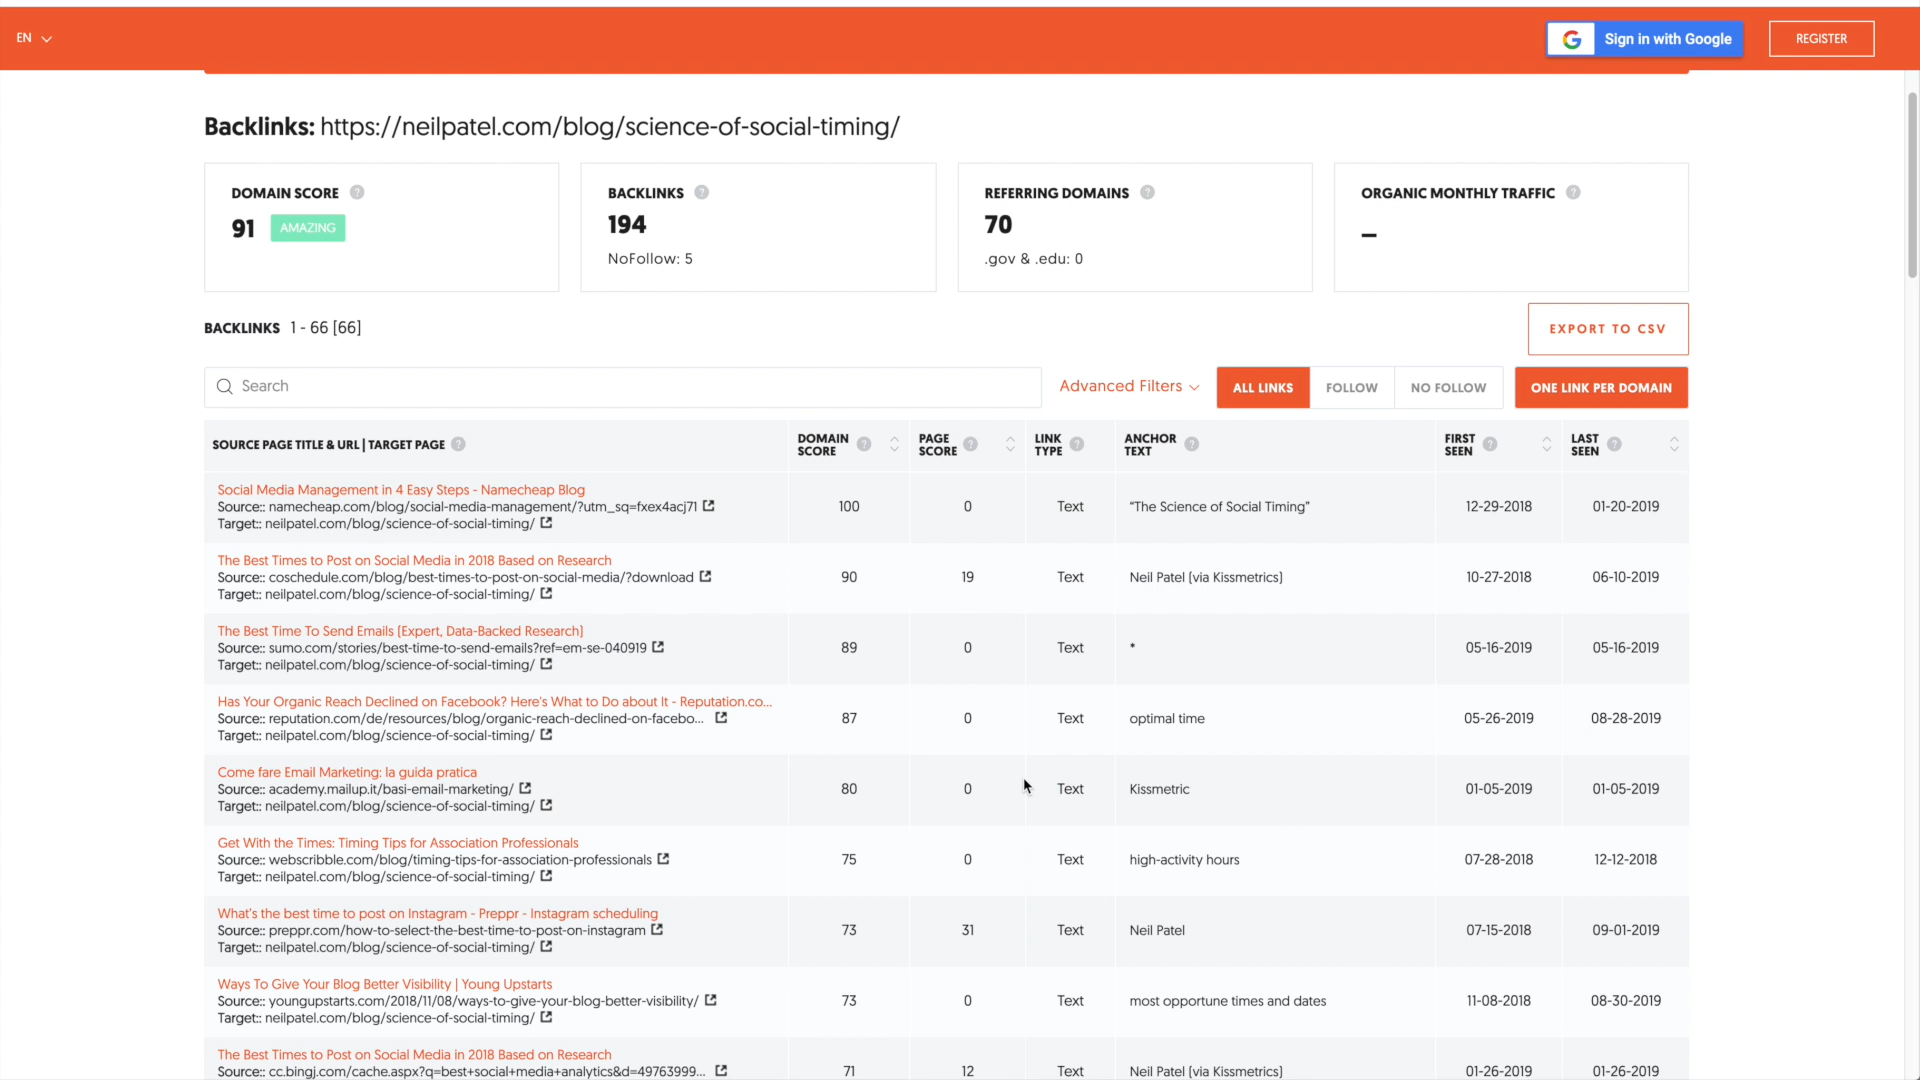 EN
Sign in with Google
REGISTER
Backlinks: https://neilpatel.com/blog/science-of-social-timing/
DOMAIN SCORE ?
91 AMAZING
BACKLINKS ?
194
NoFollow: 5
REFERRING DOMAINS ?
70
.gov & .edu: 0
ORGANIC MONTHLY TRAFFIC ?
–
BACKLINKS 1 - 66 [66]
EXPORT TO CSV
Search
Advanced Filters
ALL LINKS FOLLOW NO FOLLOW ONE LINK PER DOMAIN
SOURCE PAGE TITLE & URL | TARGET PAGE ? DOMAIN SCORE ? PAGE SCORE ? LINK TYPE ? ANCHOR TEXT ? FIRST SEEN ? LAST SEEN ?
Social Media Management in 4 Easy Steps - Namecheap Blog
Source:: namecheap.com/blog/social-media-management/?utm_sq=fxex4acj71 100 0 Text “The Science of Social Timing” 12-29-2018 01-20-2019
Target:: neilpatel.com/blog/science-of-social-timing/
The Best Times to Post on Social Media in 2018 Based on Research
Source:: coschedule.com/blog/best-times-to-post-on-social-media/?download 90 19 Text Neil Patel [via Kissmetrics] 10-27-2018 06-10-2019
Target:: neilpatel.com/blog/science-of-social-timing/
The Best Time To Send Emails [Expert, Data-Backed Research]
Source:: sumo.com/stories/best-time-to-send-emails?ref=em-se-040919 89 0 Text * 05-16-2019 05-16-2019
Target:: neilpatel.com/blog/science-of-social-timing/
Has Your Organic Reach Declined on Facebook? Here's What to Do about It - Reputation.co...
Source:: reputation.com/de/resources/blog/organic-reach-declined-on-facebo... 87 0 Text optimal time 05-26-2019 08-28-2019
Target:: neilpatel.com/blog/science-of-social-timing/
Come fare Email Marketing: la guida pratica
Source:: academy.mailup.it/basi-email-marketing/ 80 0 Text Kissmetric 01-05-2019 01-05-2019
Target:: neilpatel.com/blog/science-of-social-timing/
Get With the Times: Timing Tips for Association Professionals
Source:: webscribble.com/blog/timing-tips-for-association-professionals 75 0 Text high-activity hours 07-28-2018 12-12-2018
Target:: neilpatel.com/blog/science-of-social-timing/
What's the best time to post on Instagram - Preppr - Instagram scheduling
Source:: preppr.com/how-to-select-the-best-time-to-post-on-instagram 73 31 Text Neil Patel 07-15-2018 09-01-2019
Target:: neilpatel.com/blog/science-of-social-timing/
Ways To Give Your Blog Better Visibility | Young Upstarts
Source:: youngupstarts.com/2018/11/08/ways-to-give-your-blog-better-visibility/ 73 0 Text most opportune times and dates 11-08-2018 08-30-2019
Target:: neilpatel.com/blog/science-of-social-timing/
The Best Times to Post on Social Media in 2018 Based on Research
Source:: cc.bingj.com/cache.aspx?q=best+social+media+analytics&d=49763999... 71 12 Text Neil Patel [via Kissmetrics] 01-26-2019 01-26-2019